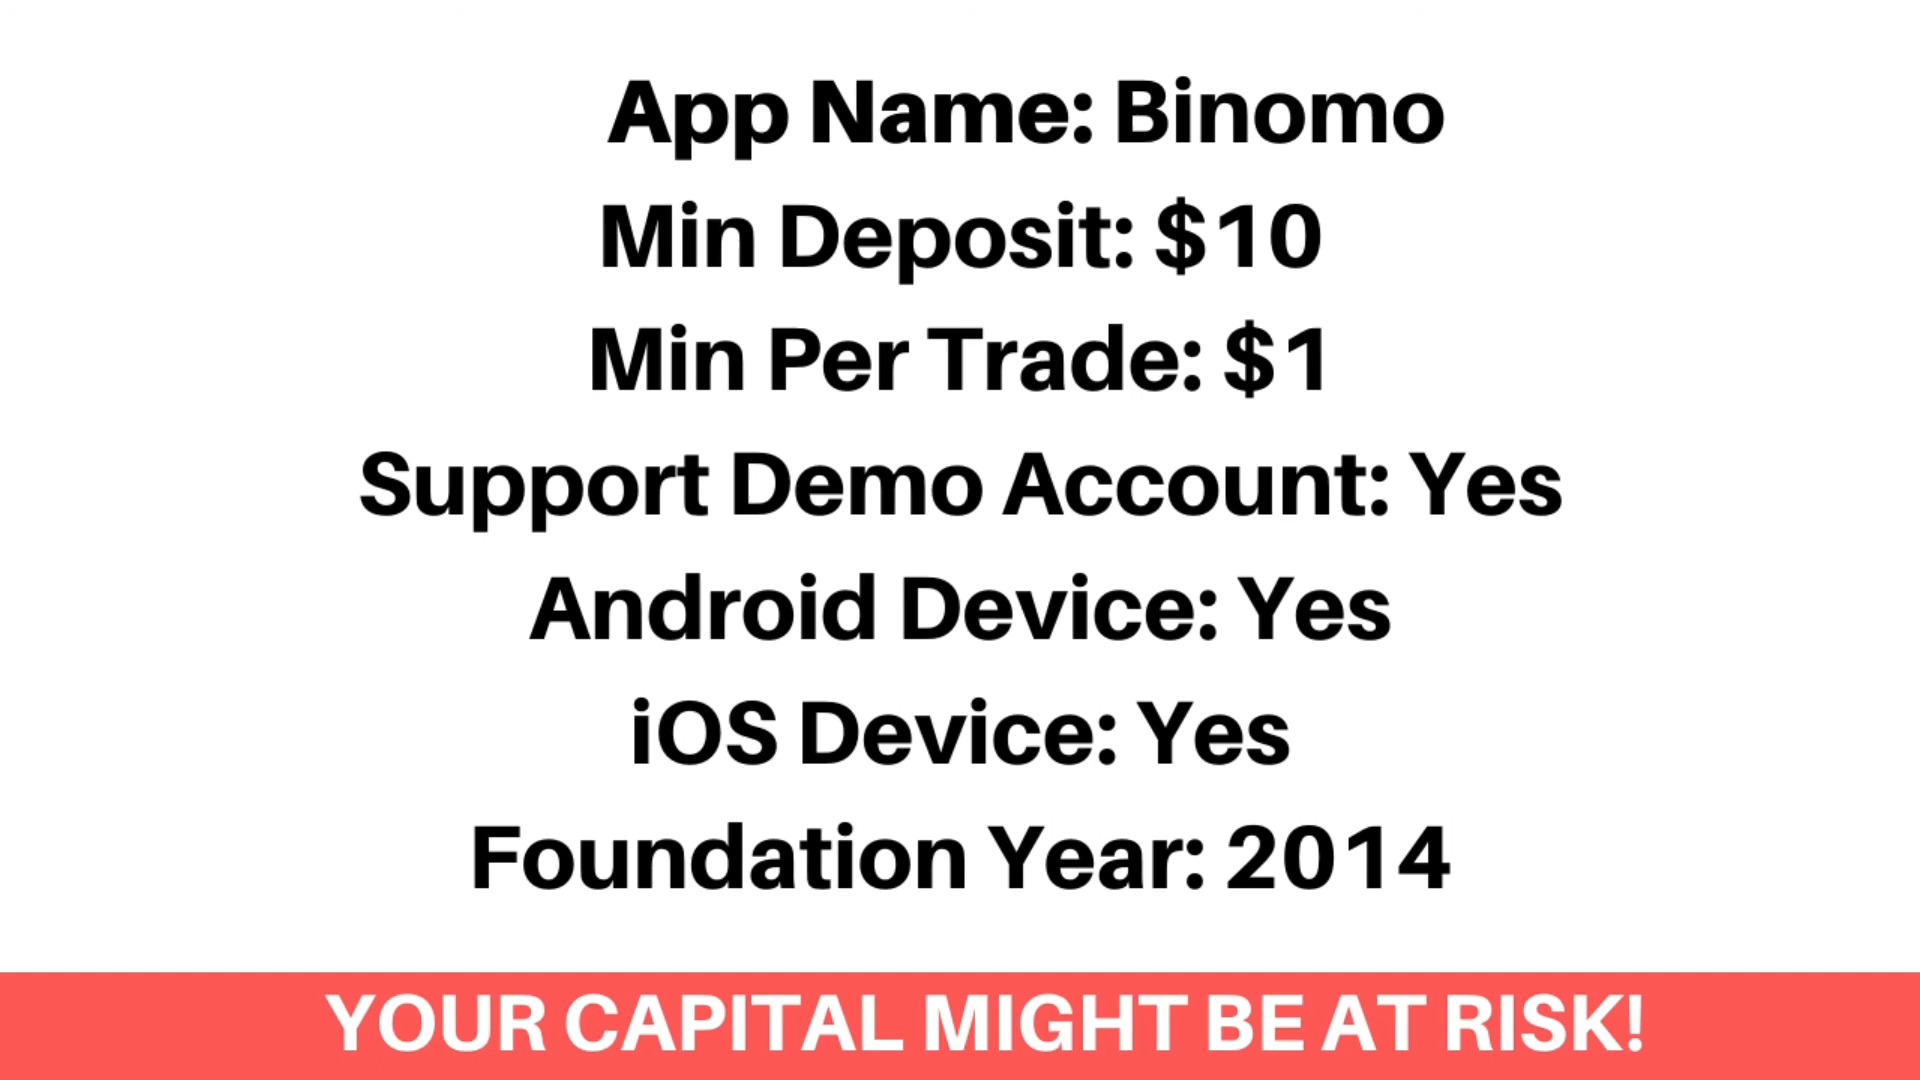 App Name: Binomo
Min Deposit: $10
Min Per Trade: $1
Support Demo Account: Yes
Android Device: Yes
iOS Device: Yes
Foundation Year: 2014
YOUR CAPITAL MIGHT BE AT RISK!